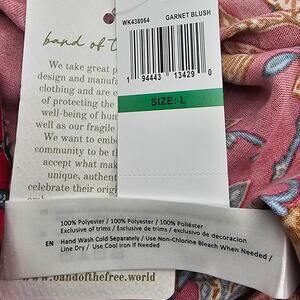 WK438064 GARNET BLUSH
1 94443 13429 0
SIZE: L
band of t
We take great p
design and manufa
clothing and are e
of protecting the
well-being of hum
well as our fragile
We want to emb
community to be th
accept what mak
unique, authent
celebrate their orig
100% Polyester / 100% Polyester / 100% Poliéster
Exclusive of trims / Exclusive de trims / exclusivo de decoracion
EN Hand Wash Cold Separately / Use Non-Chlorine Bleach When Needed /
Line Dry / Use Cool Iron If Needed
www.bandofthefree.world